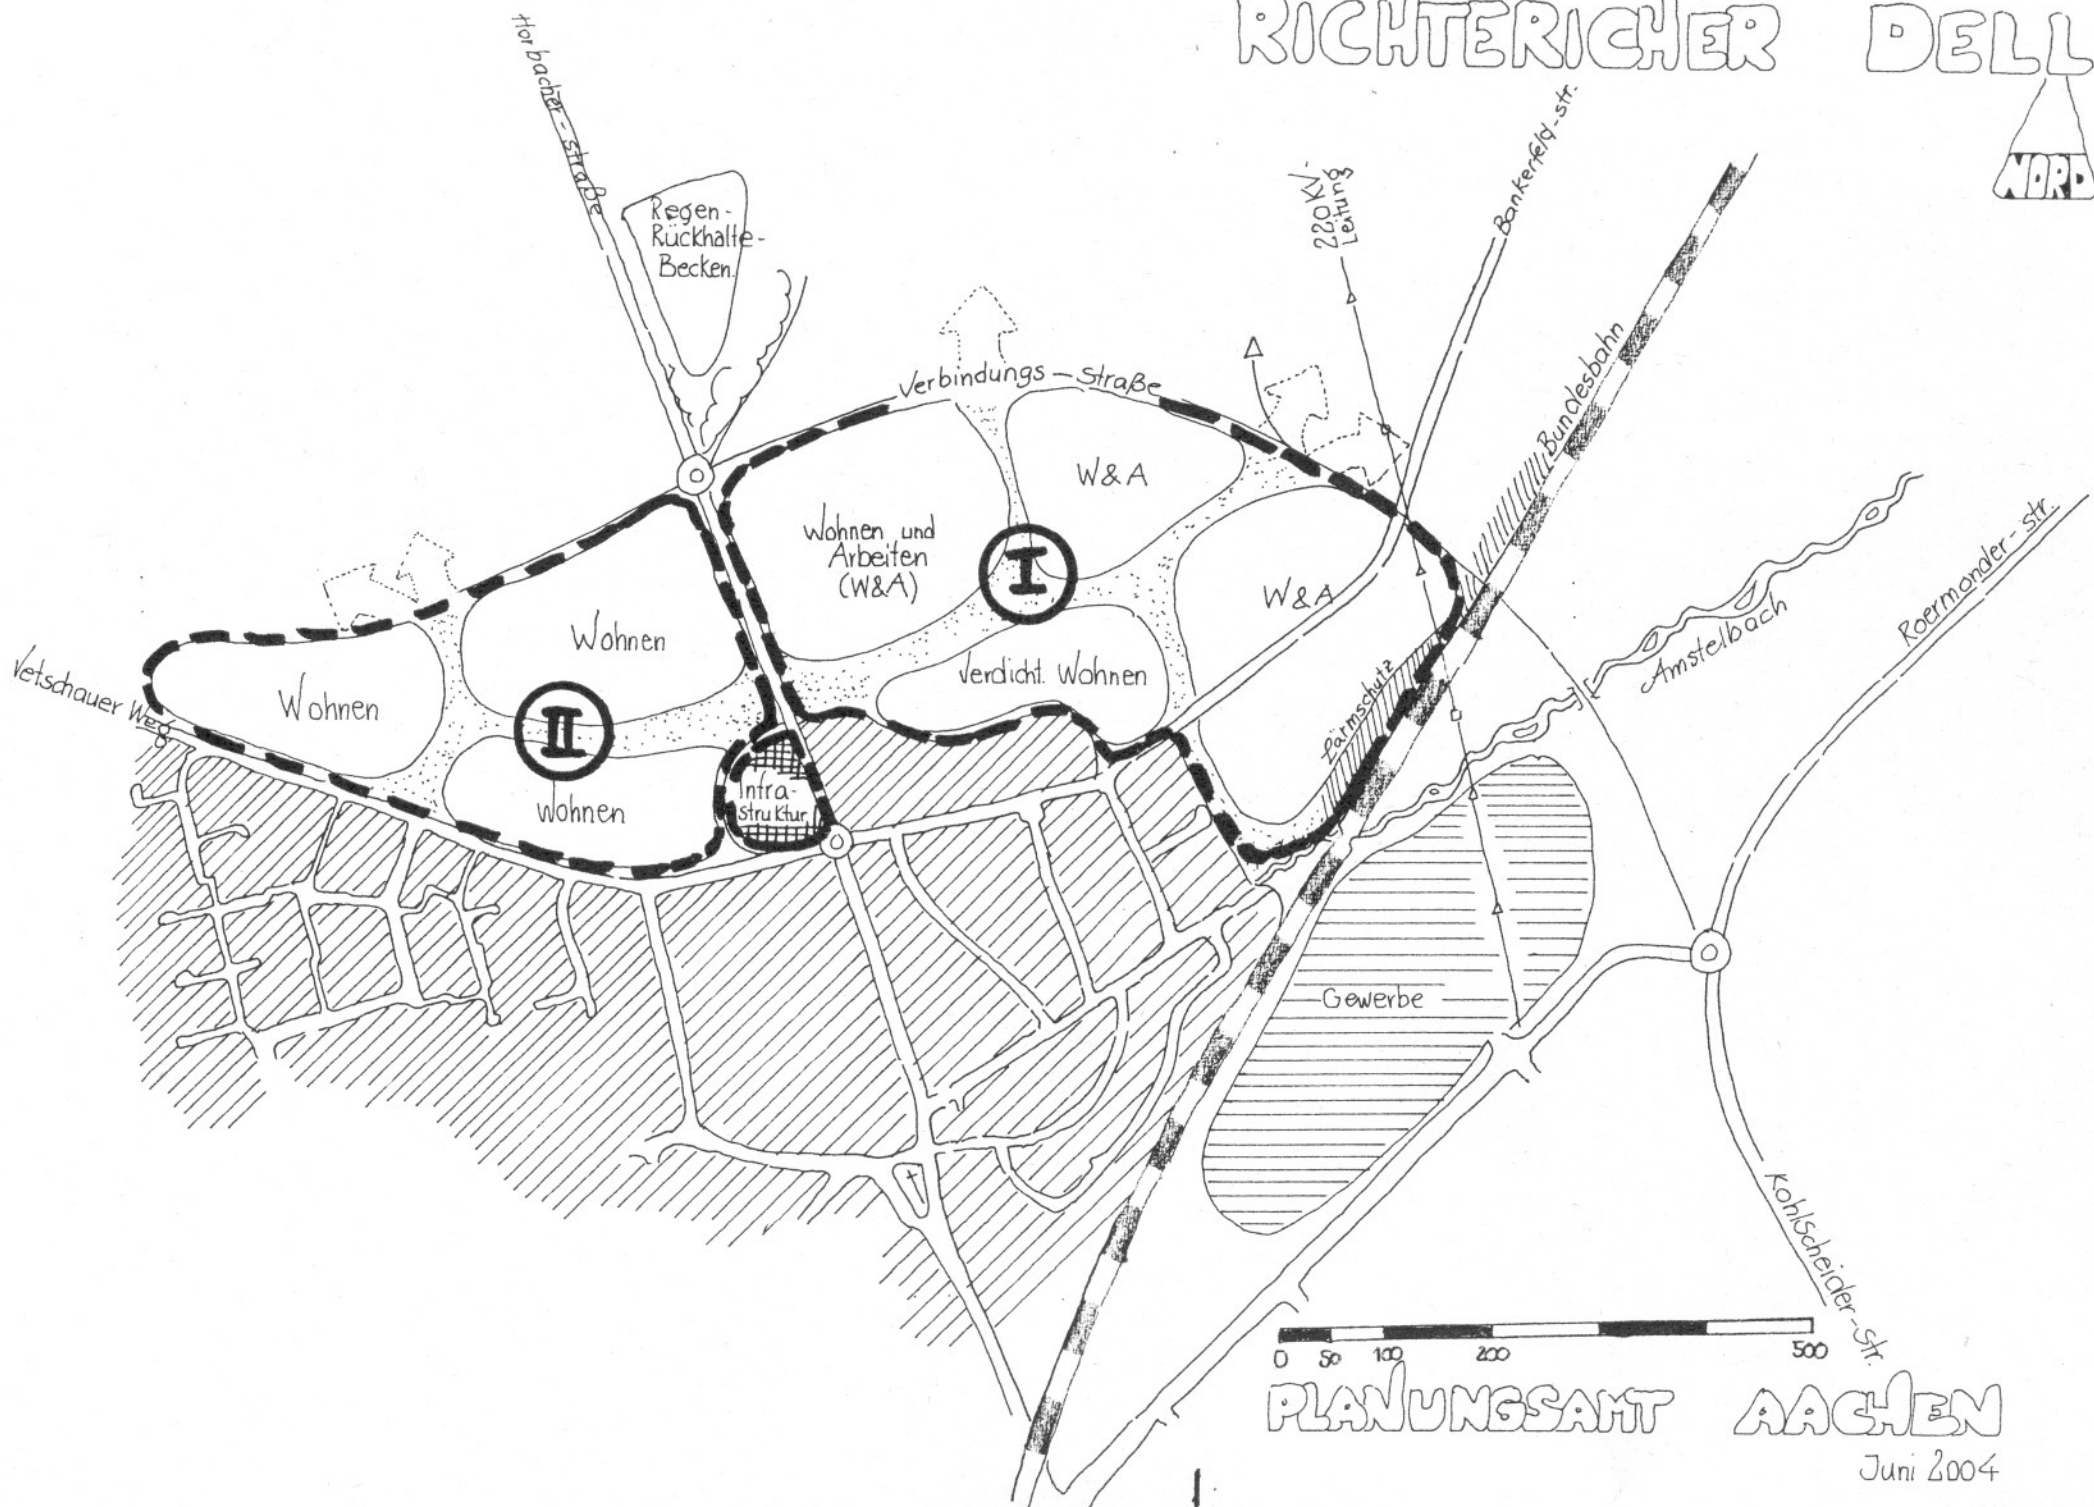 RICHTERICHER DELL
NORD
Horbacher-straße
Regen-
Rückhalte-
Becken.
220KV-
Leitung
Bankerfeld-str.
Verbindungs-Straße
Bundesbahn
W&A
Wohnen und
Arbeiten
(W&A)
I
W&A
Wohnen
Verdicht. Wohnen
Wohnen
Vetschauer Weg
II
Wohnen
Infra-
struktur
Lärmschutz
Amstelbach
Roermonder-str.
Gewerbe
Kohlscheider-str.
0 50 100 200 500
PLANUNGSAMT AACHEN
Juni 2004